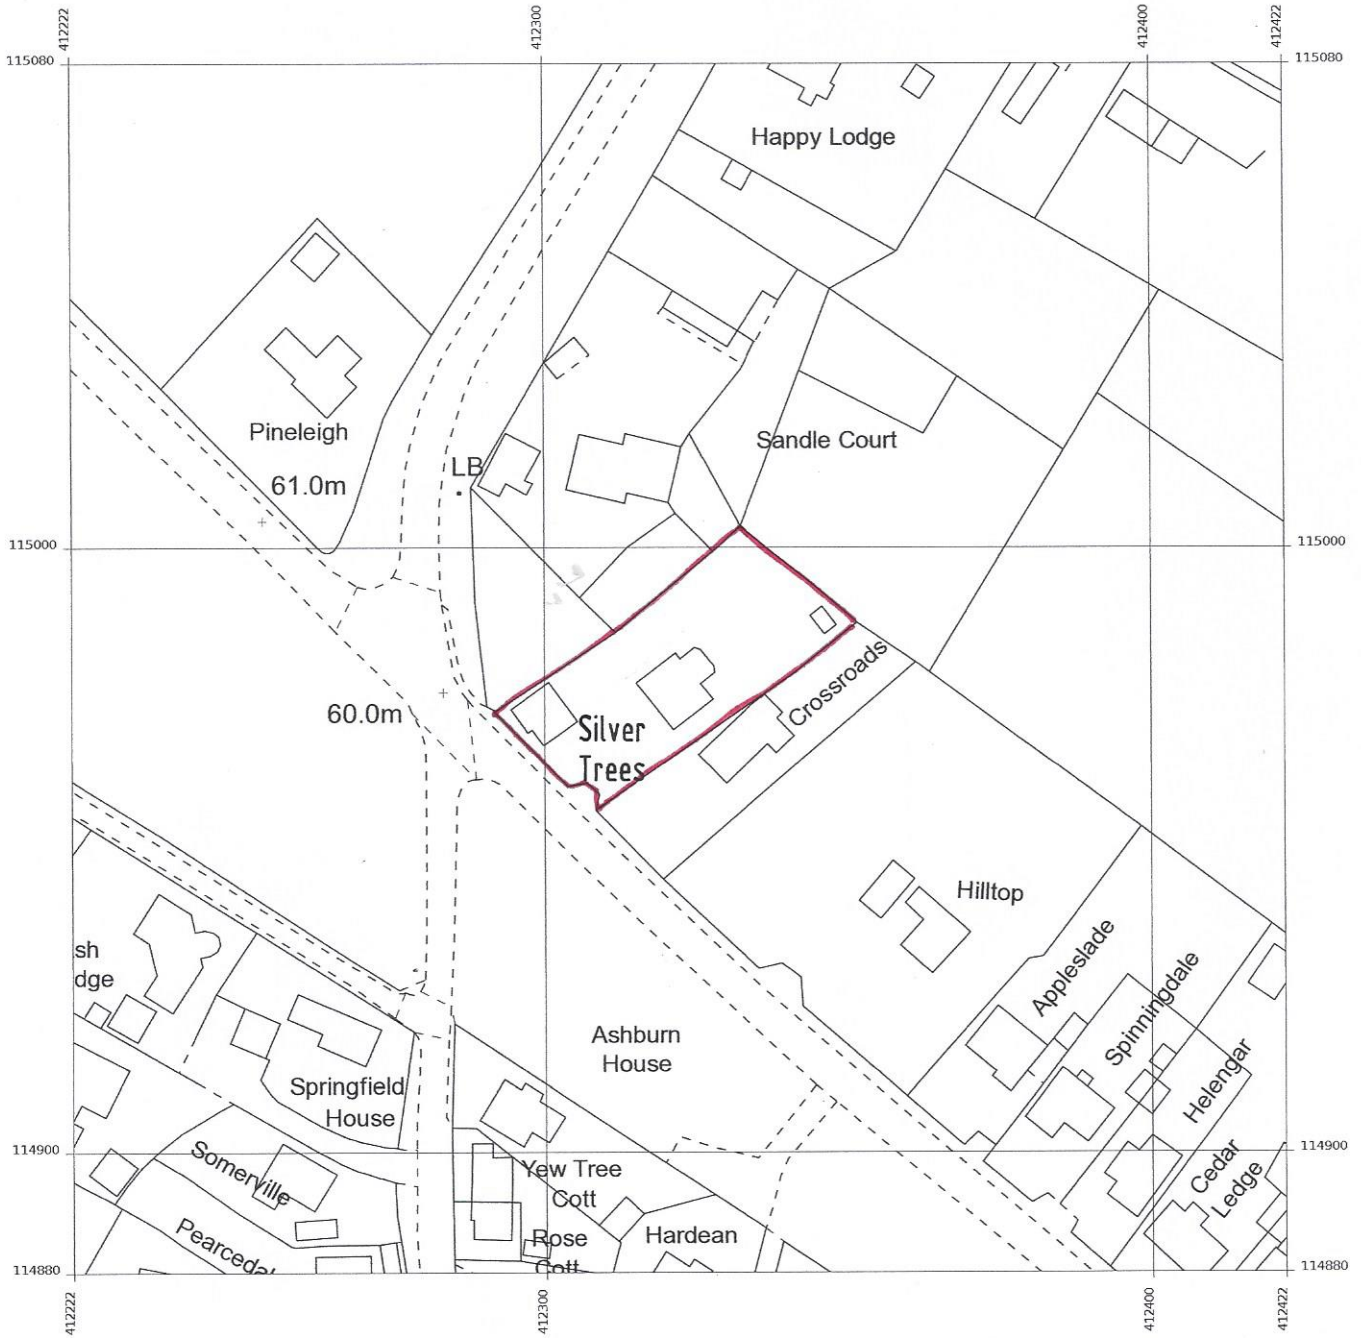 412222
412300
412400
412422
115080
115080
Happy Lodge
Pineleigh
Sandle Court
LB
61.0m
115000
115000
Crossroads
60.0m
Silver
Trees
Hilltop
sh
dge
Appleslade
Spinningdale
Ashburn
House
Helengar
Springfield
House
114900
114900
Somerville
Yew Tree
Cott
Cedar
Ledge
Pearceda
Rose
Cott
Hardean
114880
114880
412222
412300
412400
412422